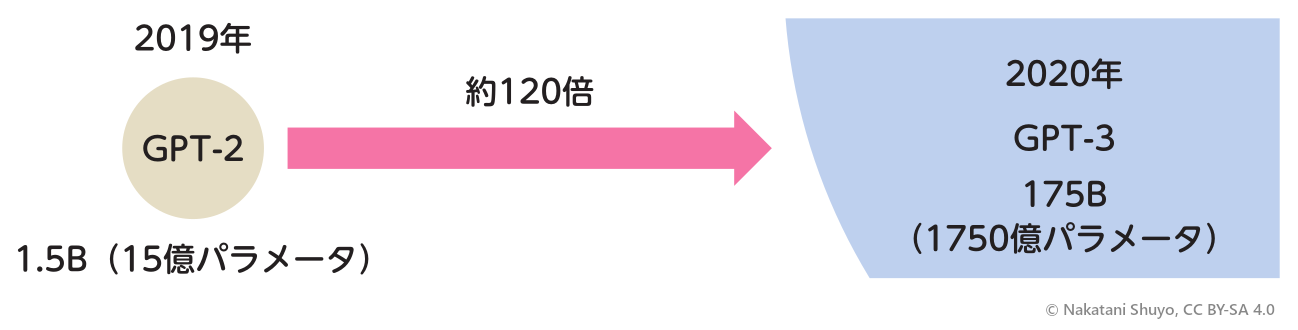 2019年
GPT-2
1.5B（15億パラメータ）
約120倍
2020年
GPT-3
175B
（1750億パラメータ）
© Nakatani Shuyo, CC BY-SA 4.0